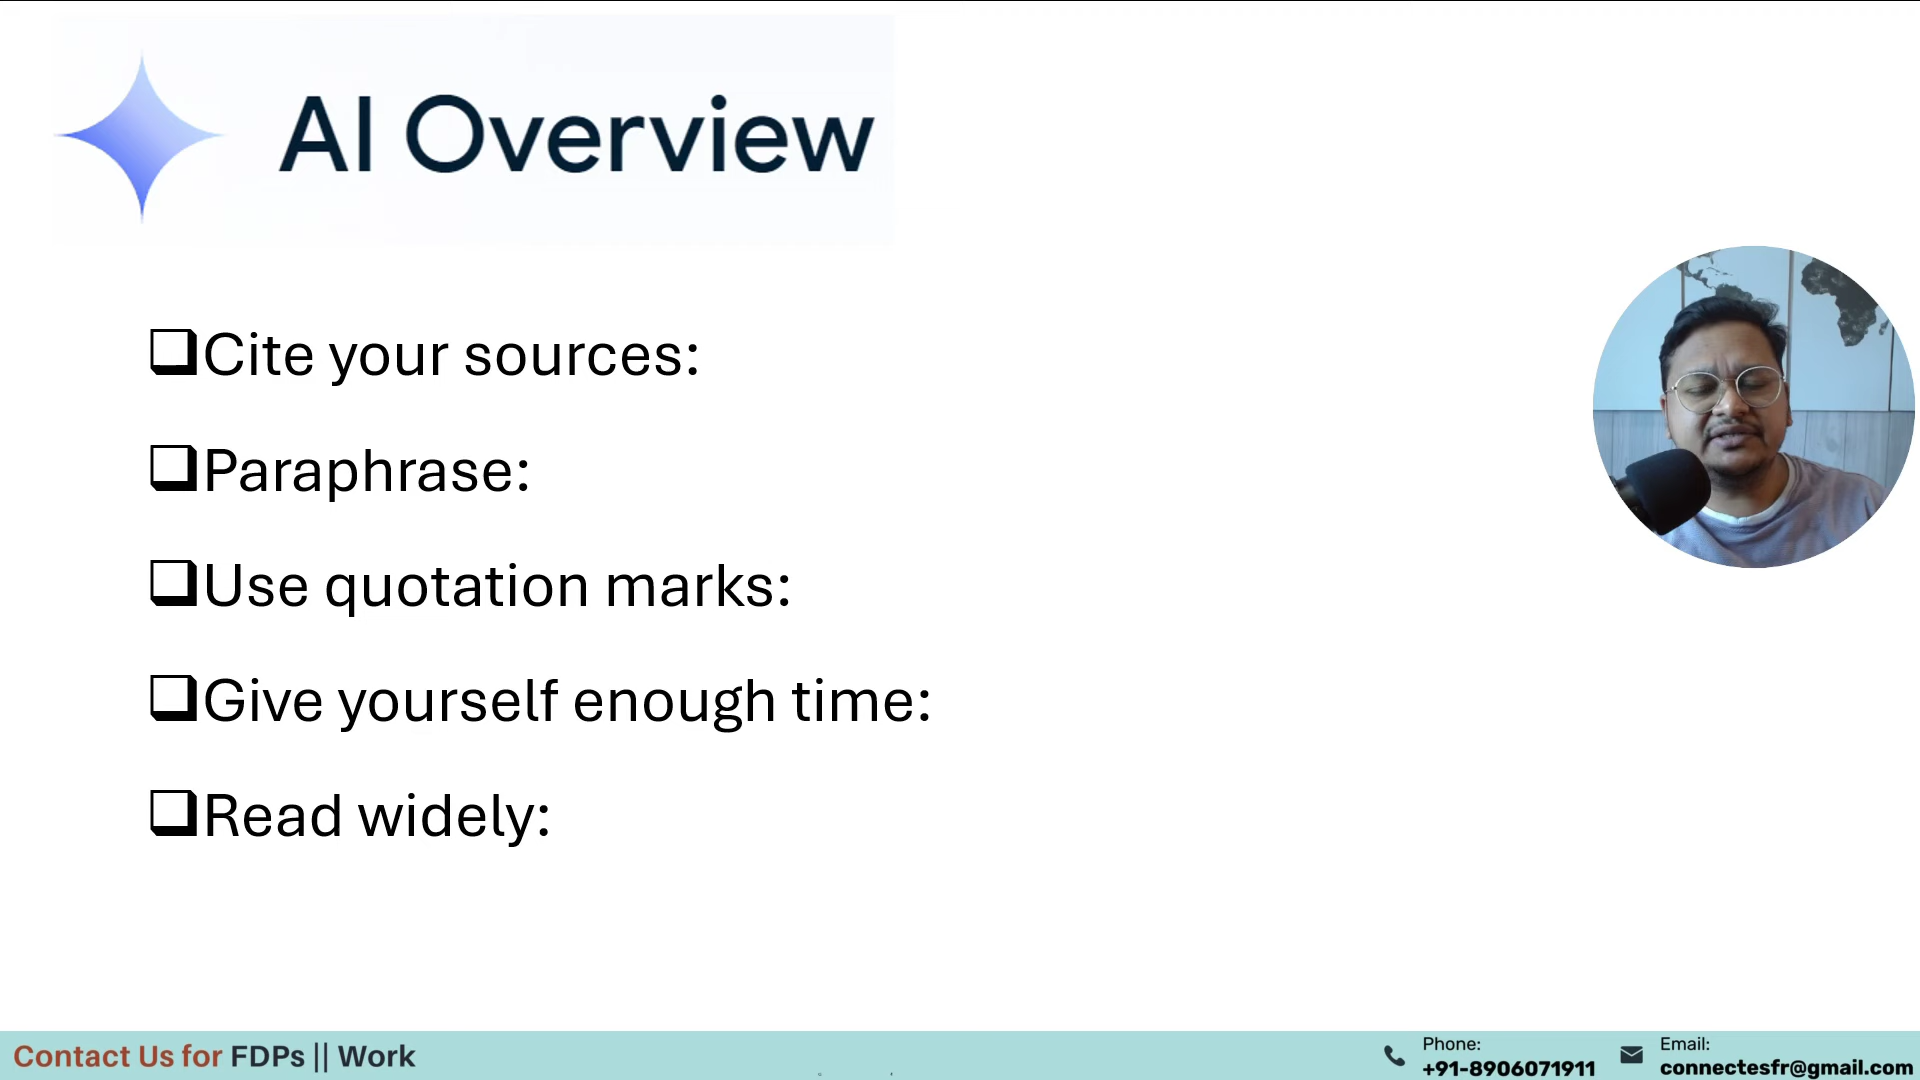 AI Overview
❑Cite your sources:
❑Paraphrase:
❑Use quotation marks:
❑Give yourself enough time:
❑Read widely:
Contact Us for FDPs || Work
Phone:
+91-8906071911
Email:
connectesfr@gmail.com